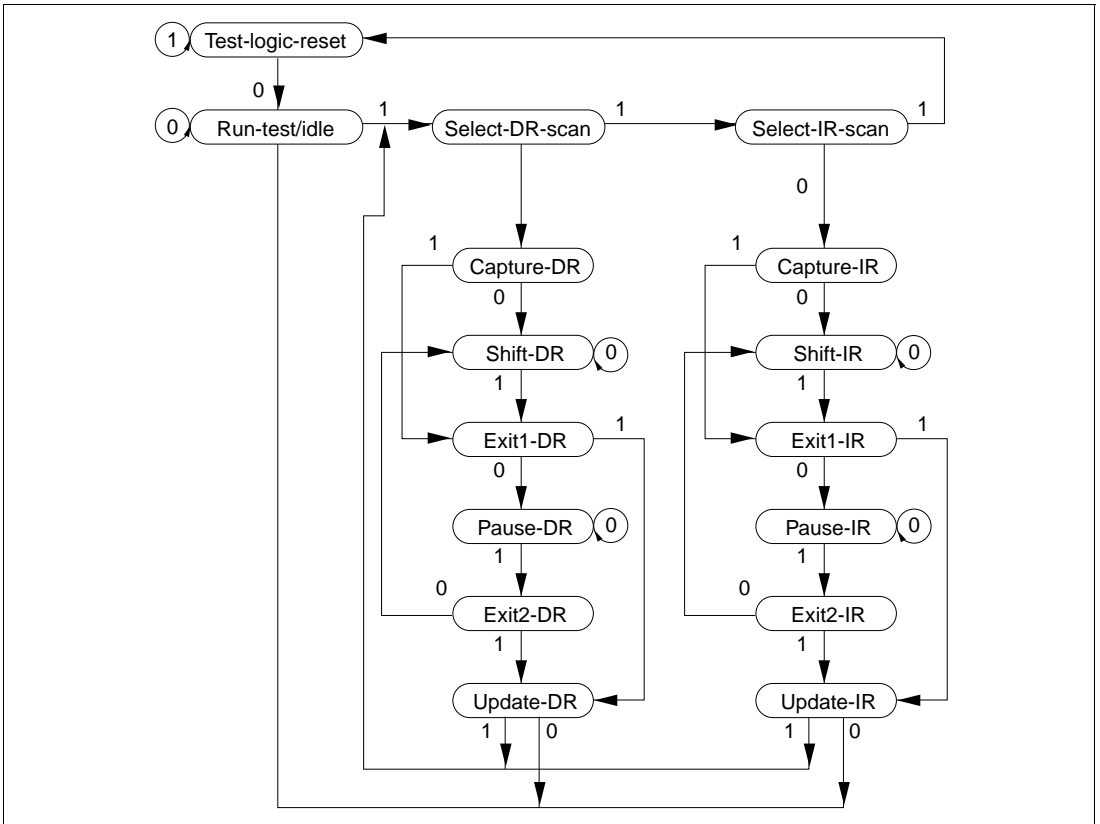 1 Test-logic-reset
0
0 Run-test/idle 1 Select-DR-scan 1 Select-IR-scan 1
0
1 1
Capture-DR Capture-IR
0 0
Shift-DR 0 Shift-IR 0
1 1
Exit1-DR 1 Exit1-IR 1
0 0
Pause-DR 0 Pause-IR 0
1 1
0 0
Exit2-DR Exit2-IR
1 1
Update-DR Update-IR
1 0 1 0